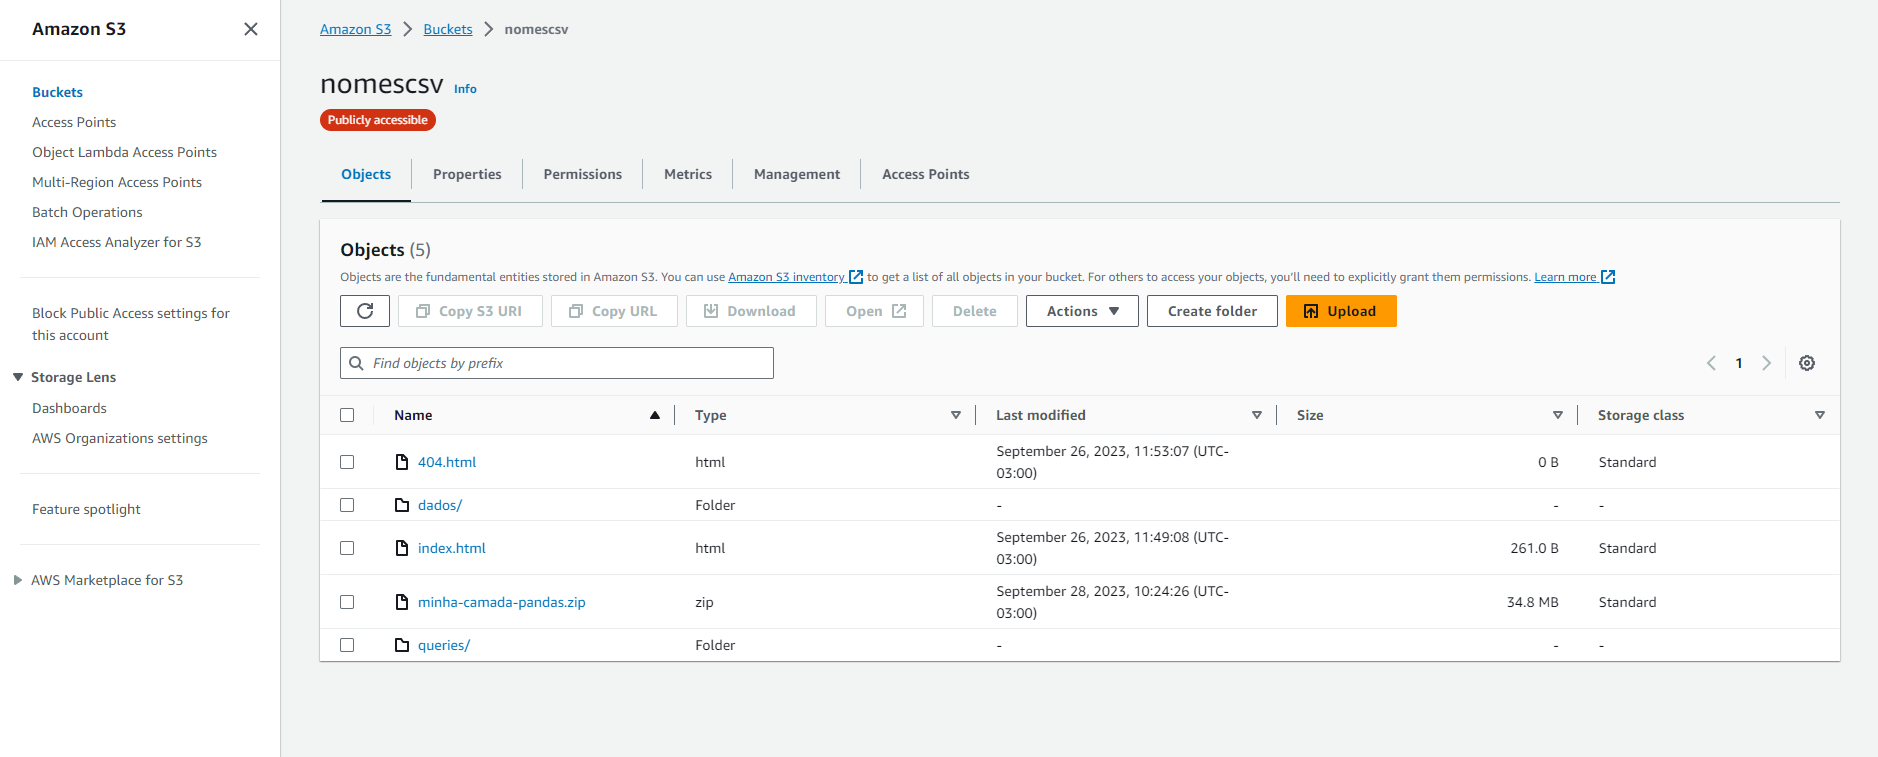 Amazon S3
Buckets
Access Points
Object Lambda Access Points
Multi-Region Access Points
Batch Operations
IAM Access Analyzer for S3
Block Public Access settings for
this account
Storage Lens
Dashboards
AWS Organizations settings
Feature spotlight
AWS Marketplace for S3
Amazon S3 Buckets nomescsv
nomescsv Info
Publicly accessible
Objects Properties Permissions Metrics Management Access Points
Objects (5)
Objects are the fundamental entities stored in Amazon S3. You can use Amazon S3 inventory to get a list of all objects in your bucket. For others to access your objects, you'll need to explicitly grant them permissions. Learn more
Copy S3 URI Copy URL Download Open Delete Actions Create folder Upload
Find objects by prefix 1
Name Type Last modified Size Storage class
404.html html September 26, 2023, 11:53:07 (UTC-
03:00) 0 B Standard
dados/ Folder - - -
index.html html September 26, 2023, 11:49:08 (UTC-
03:00) 261.0 B Standard
minha-camada-pandas.zip zip September 28, 2023, 10:24:26 (UTC-
03:00) 34.8 MB Standard
queries/ Folder - - -